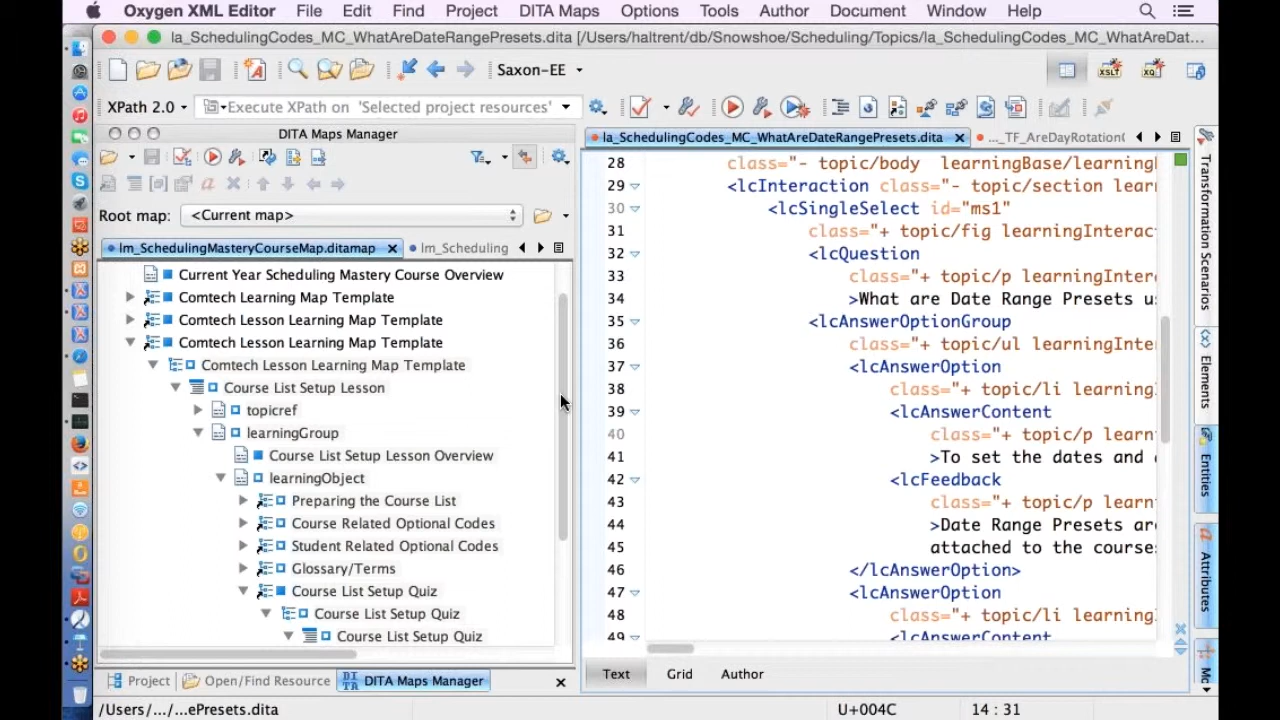 Oxygen XML Editor File Edit Find Project DITA Maps Options Tools Author Document Window Help
la_SchedulingCodes_MC_WhatAreDateRangePresets.dita [/Users/haltrent/db/Snowshoe/Scheduling/Topics/la_SchedulingCodes_MC_WhatAreDat...
Saxon-EE
XPath 2.0 Execute XPath on 'Selected project resources'
DITA Maps Manager
Root map: <Current map>
lm_SchedulingMasteryCourseMap.ditamap lm_Scheduling
Current Year Scheduling Mastery Course Overview
Comtech Learning Map Template
Comtech Lesson Learning Map Template
Comtech Lesson Learning Map Template
Comtech Lesson Learning Map Template
Course List Setup Lesson
topicref
learningGroup
Course List Setup Lesson Overview
learningObject
Preparing the Course List
Course Related Optional Codes
Student Related Optional Codes
Glossary/Terms
Course List Setup Quiz
Course List Setup Quiz
Course List Setup Quiz
Project Open/Find Resource DITA Maps Manager
la_SchedulingCodes_MC_WhatAreDateRangePresets.dita ..._TF_AreDayRotation
28 class="- topic/body learningBase/learning
29 <lcInteraction class="- topic/section lear
30 <lcSingleSelect id="ms1"
31 class="+ topic/fig learningInterac
32 <lcQuestion
33 class="+ topic/p learningInter
34 >What are Date Range Presets u
35 <lcAnswerOptionGroup
36 class="+ topic/ul learningInte
37 <lcAnswerOption
38 class="+ topic/li learning
39 <lcAnswerContent
40 class="+ topic/p learn
41 >To set the dates and
42 <lcFeedback
43 class="+ topic/p learn
44 >Date Range Presets are
45 attached to the courses
46 </lcAnswerOption>
47 <lcAnswerOption
48 class="+ topic/li learning
49 <lcAnswerContent
Text Grid Author
Transformation Scenarios
Elements
Entities
Attributes
/Users/.../...ePresets.dita U+004C 14 : 31